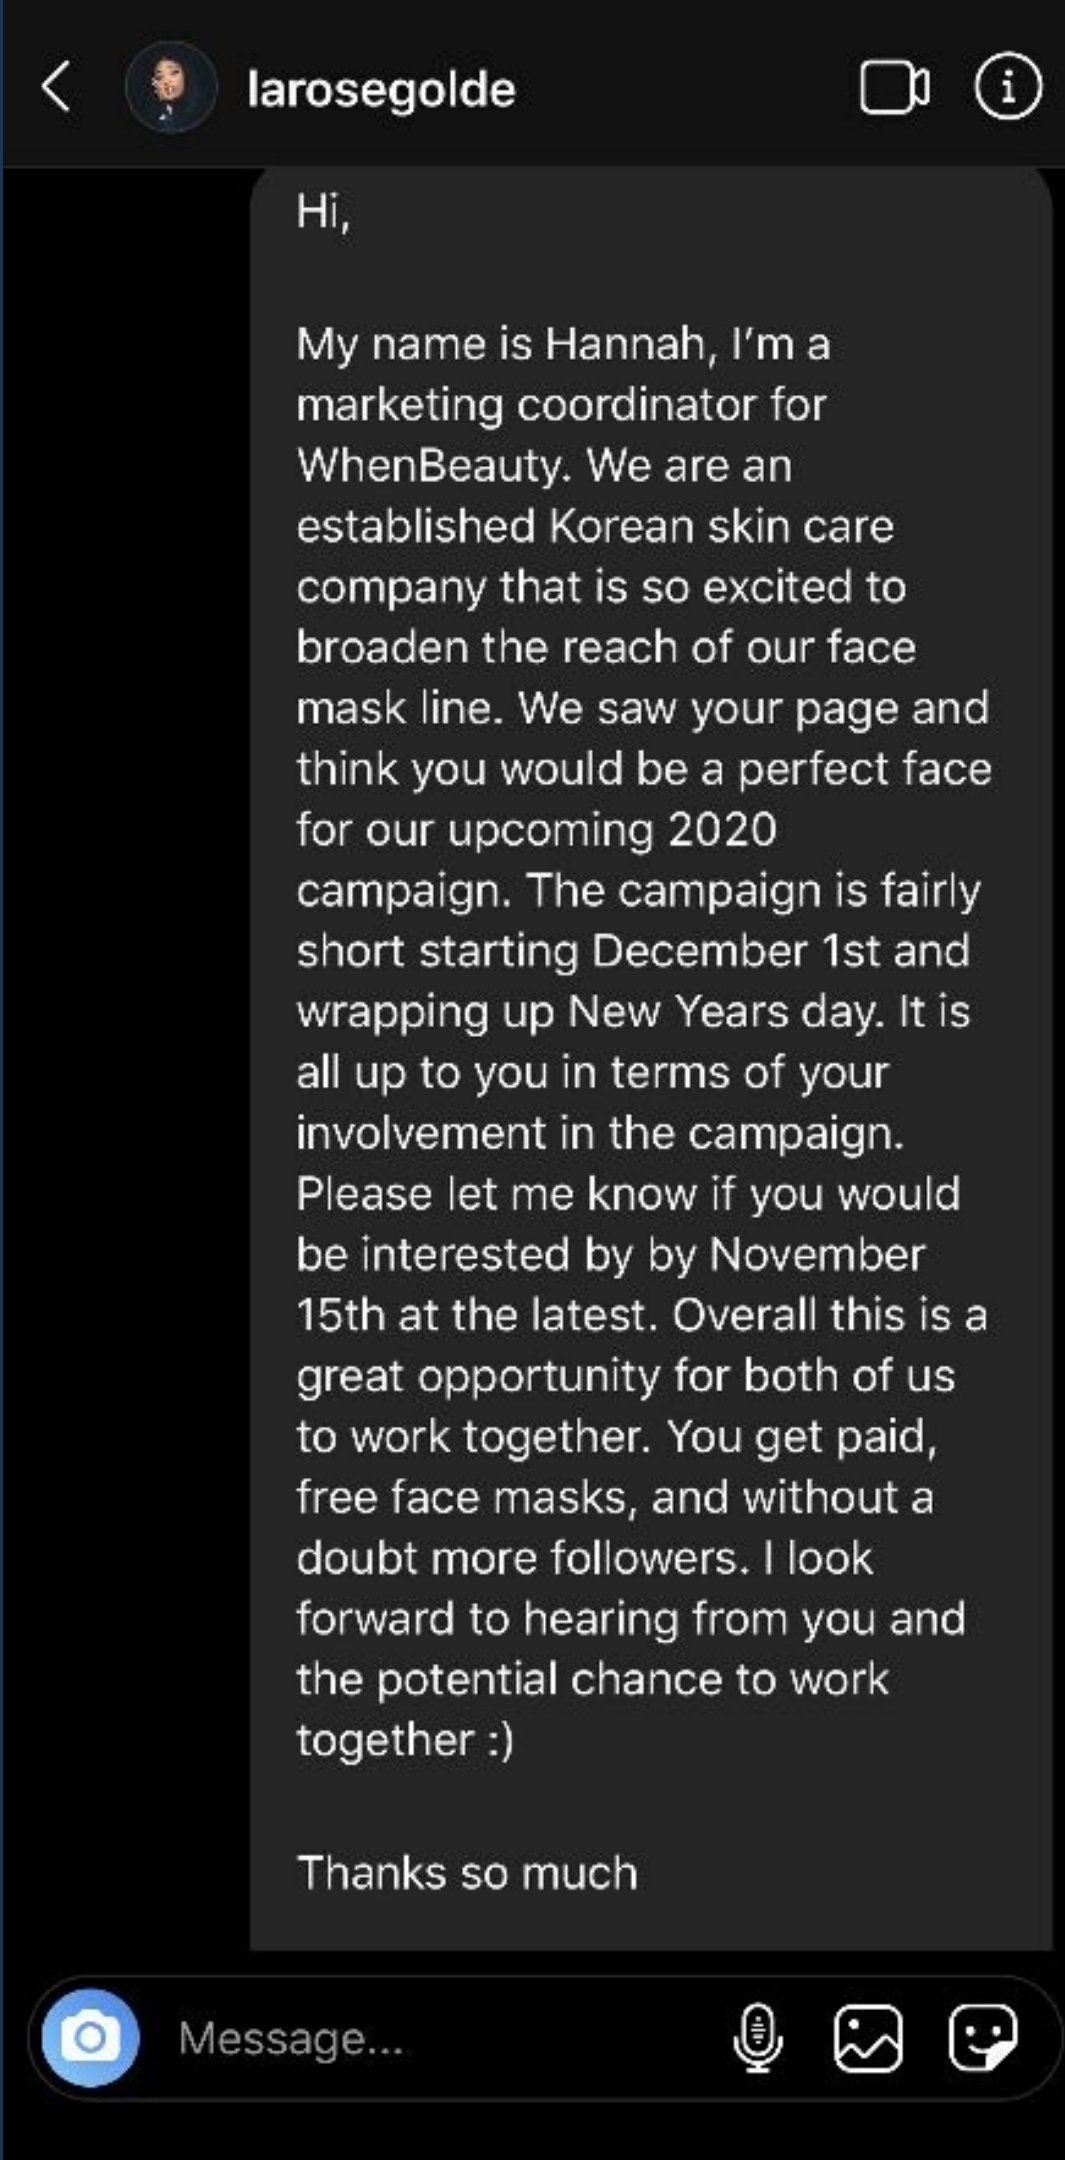 larosegolde
Hi,
My name is Hannah, I'm a
marketing coordinator for
WhenBeauty. We are an
established Korean skin care
company that is so excited to
broaden the reach of our face
mask line. We saw your page and
think you would be a perfect face
for our upcoming 2020
campaign. The campaign is fairly
short starting December 1st and
wrapping up New Years day. It is
all up to you in terms of your
involvement in the campaign.
Please let me know if you would
be interested by by November
15th at the latest. Overall this is a
great opportunity for both of us
to work together. You get paid,
free face masks, and without a
doubt more followers. I look
forward to hearing from you and
the potential chance to work
together :)
Thanks so much
Message...